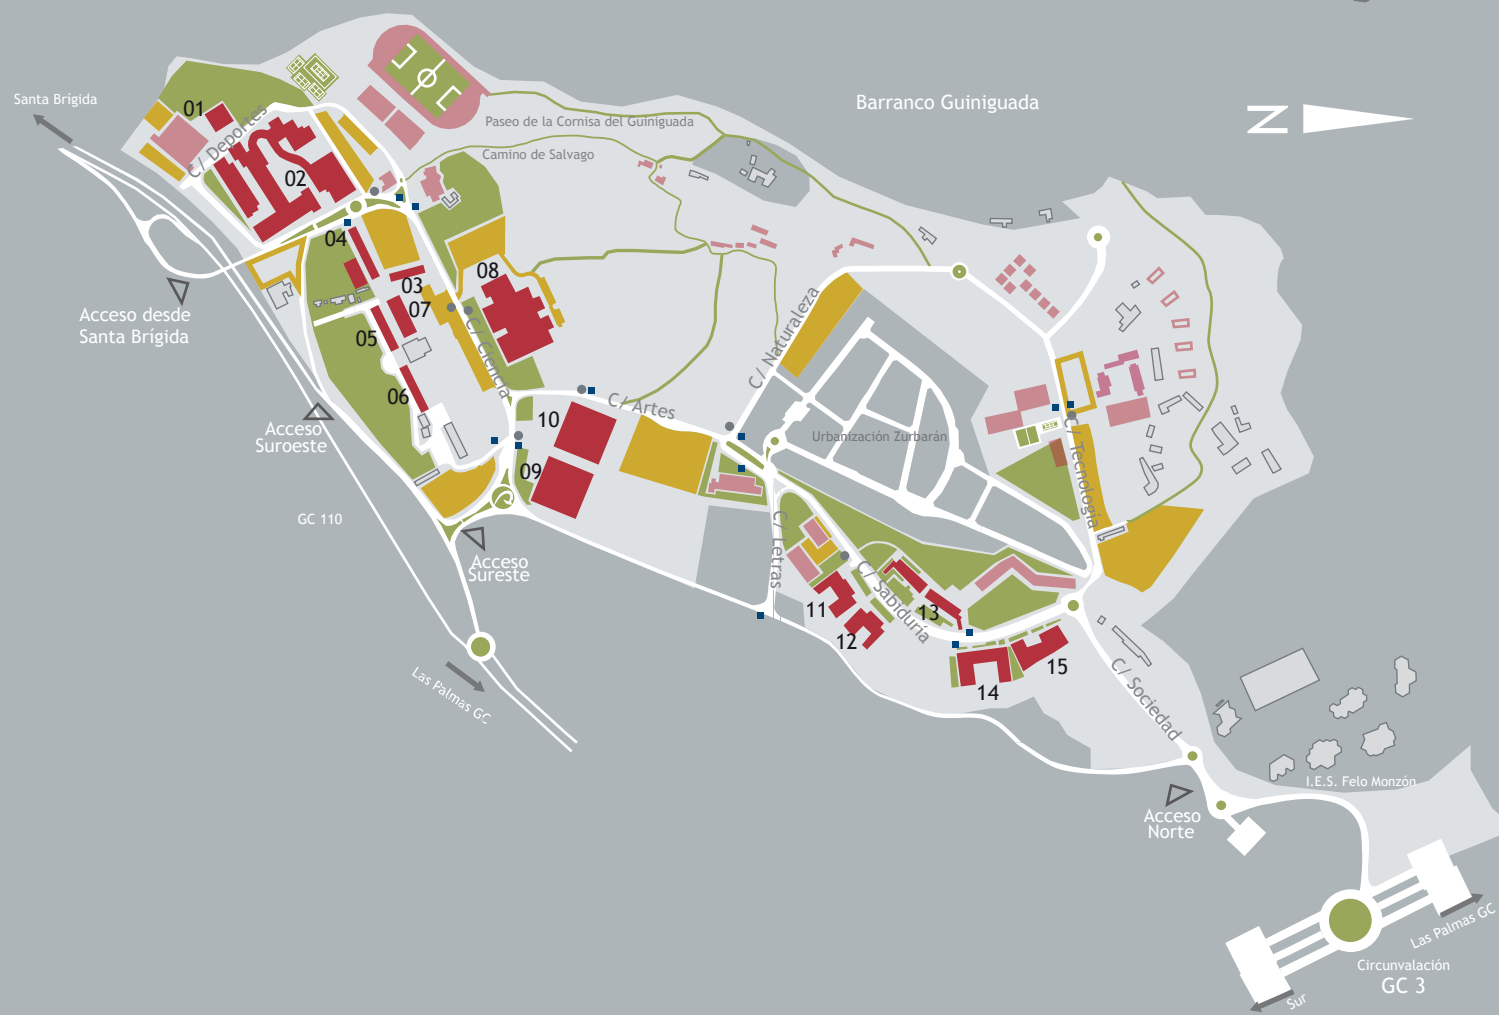 Santa Brígida
01
C/ Deportes
02
Barranco Guiniguada
N
Paseo de la Cornisa del Guiniguada
Camino de Salvago
04
03
08
07
05
06
C/ Ciencia
Acceso desde
Santa Brígida
C/ Naturaleza
C/ Artes
10
09
Urbanización Zurbarán
C/ Tecnología
Acceso
Suroeste
GC 110
Acceso
Sureste
C/ Letras
C/ Sabiduría
11
12
13
14
15
Las Palmas GC
C/ Sociedad
I.E.S. Felo Monzón
Acceso
Norte
Las Palmas GC
Circunvalación
GC 3
Sur